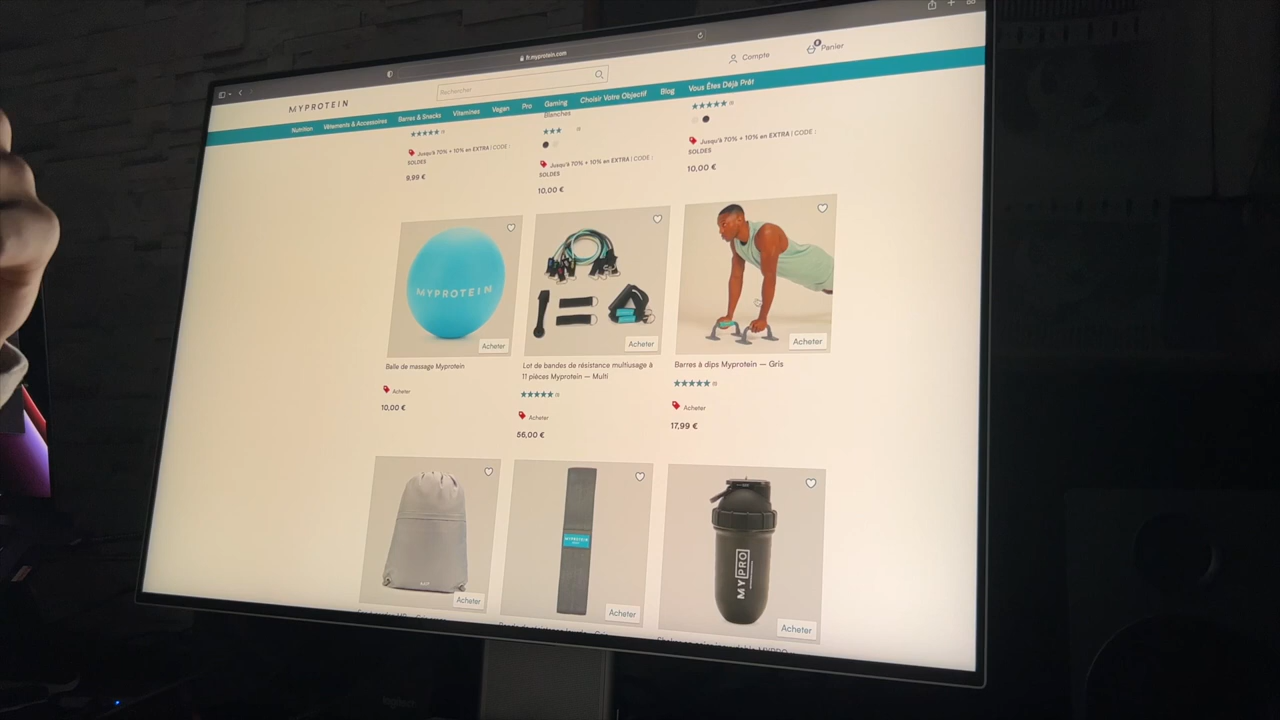 fr.myprotein.com
MYPROTEIN
Rechercher
Compte
0
Panier
Nutrition Vêtements & Accessoires Barres & Snacks Vitamines Vegan Pro Gaming Choisir Votre Objectif Blog Vous Êtes Déjà Prêt
Jusqu'à 70% + 10% en EXTRA | CODE :
SOLDES
9,99 €
Blanches
Jusqu'à 70% + 10% en EXTRA | CODE :
SOLDES
10,00 €
Jusqu'à 70% + 10% en EXTRA | CODE :
SOLDES
10,00 €
MYPROTEIN
Acheter
Balle de massage Myprotein
Acheter
10,00 €
Acheter
Lot de bandes de résistance multiusage à
11 pièces Myprotein – Multi
Acheter
56,00 €
Acheter
Barres à dips Myprotein – Gris
Acheter
17,99 €
Acheter
MYPROTEIN
Acheter
MYPRO
Acheter